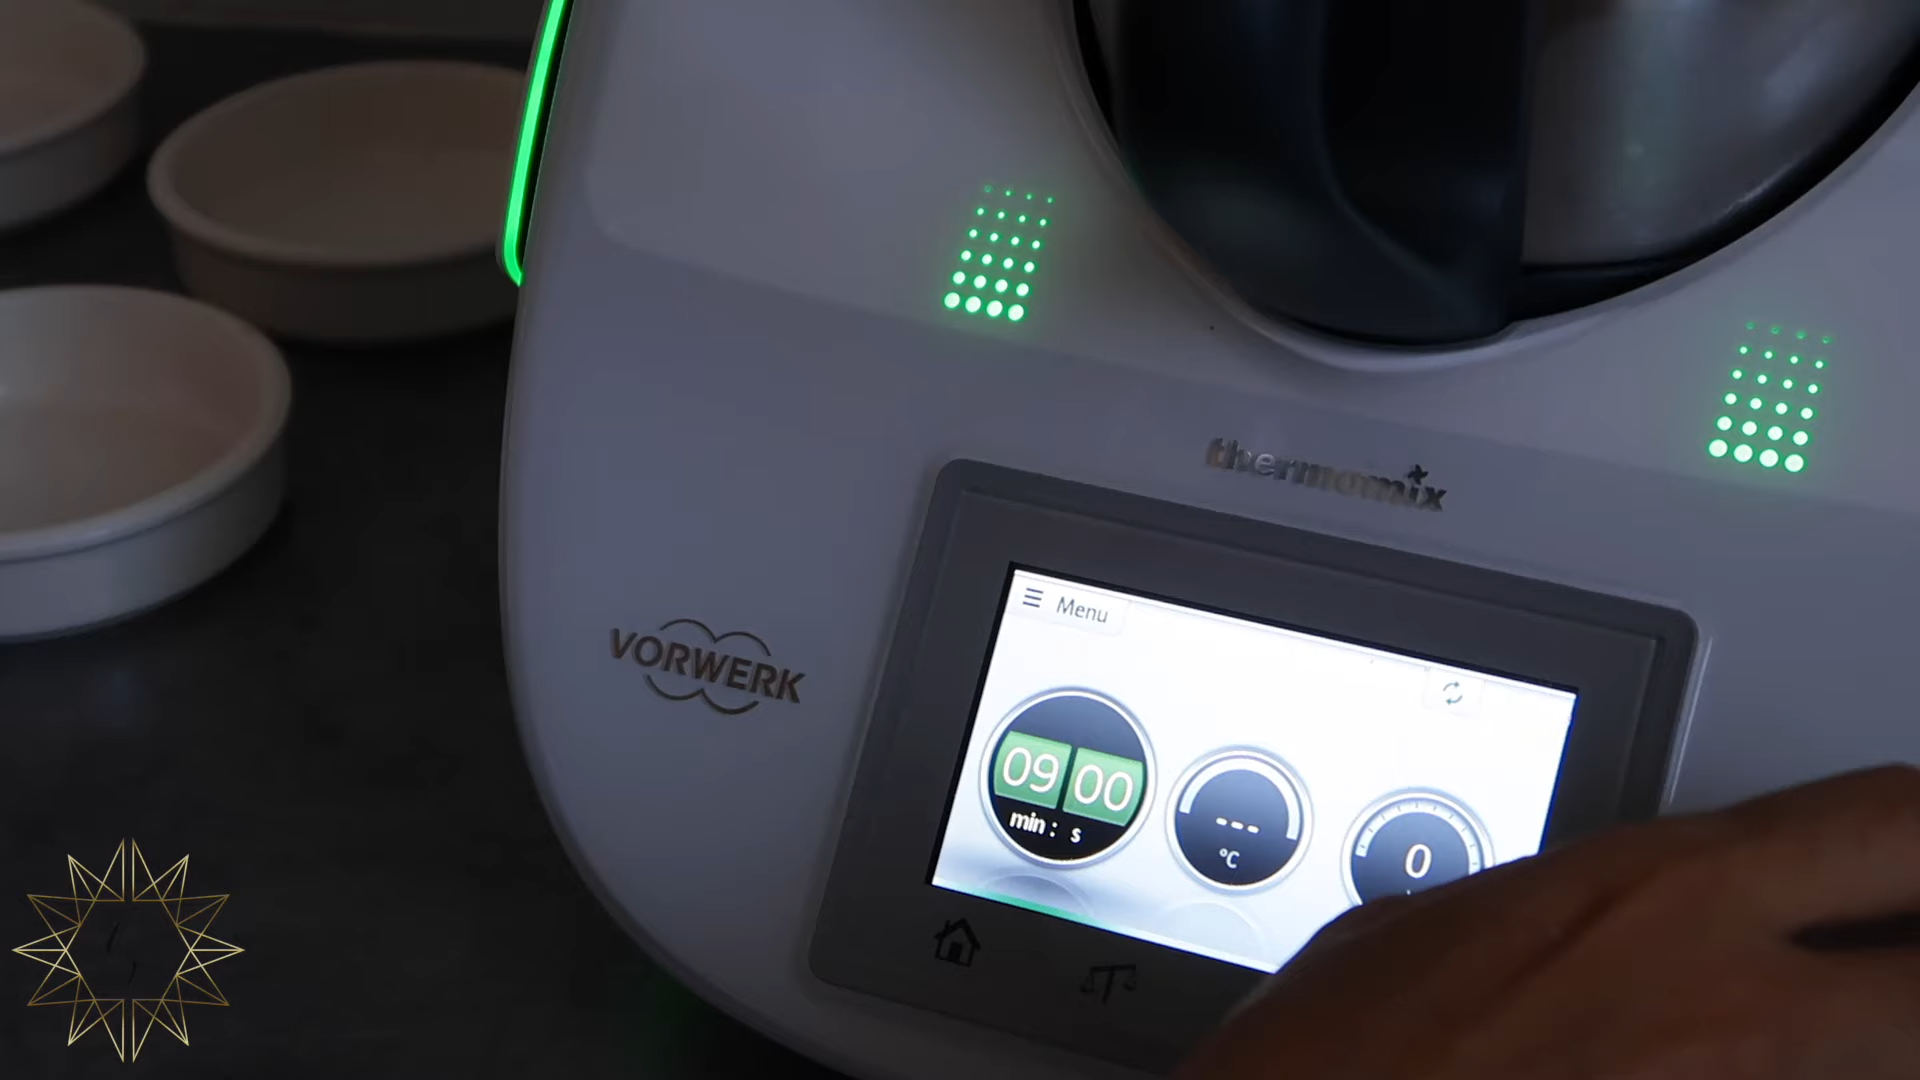 thermomix
☰ Menu
VORWERK
09 00
min : s
---
°C
0